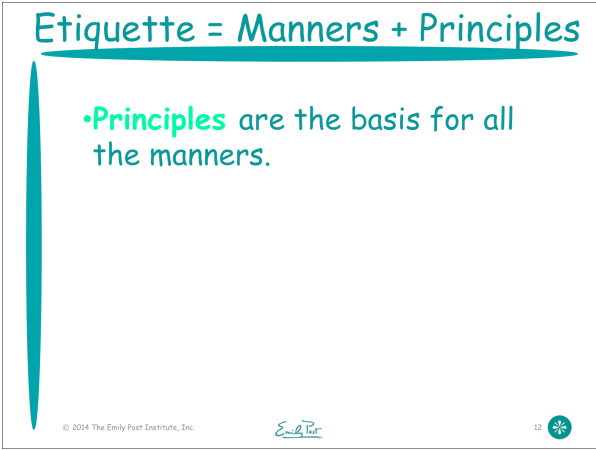 Etiquette = Manners + Principles
•Principles are the basis for all
the manners.
© 2014 The Emily Post Institute, Inc.
Emily Post
12